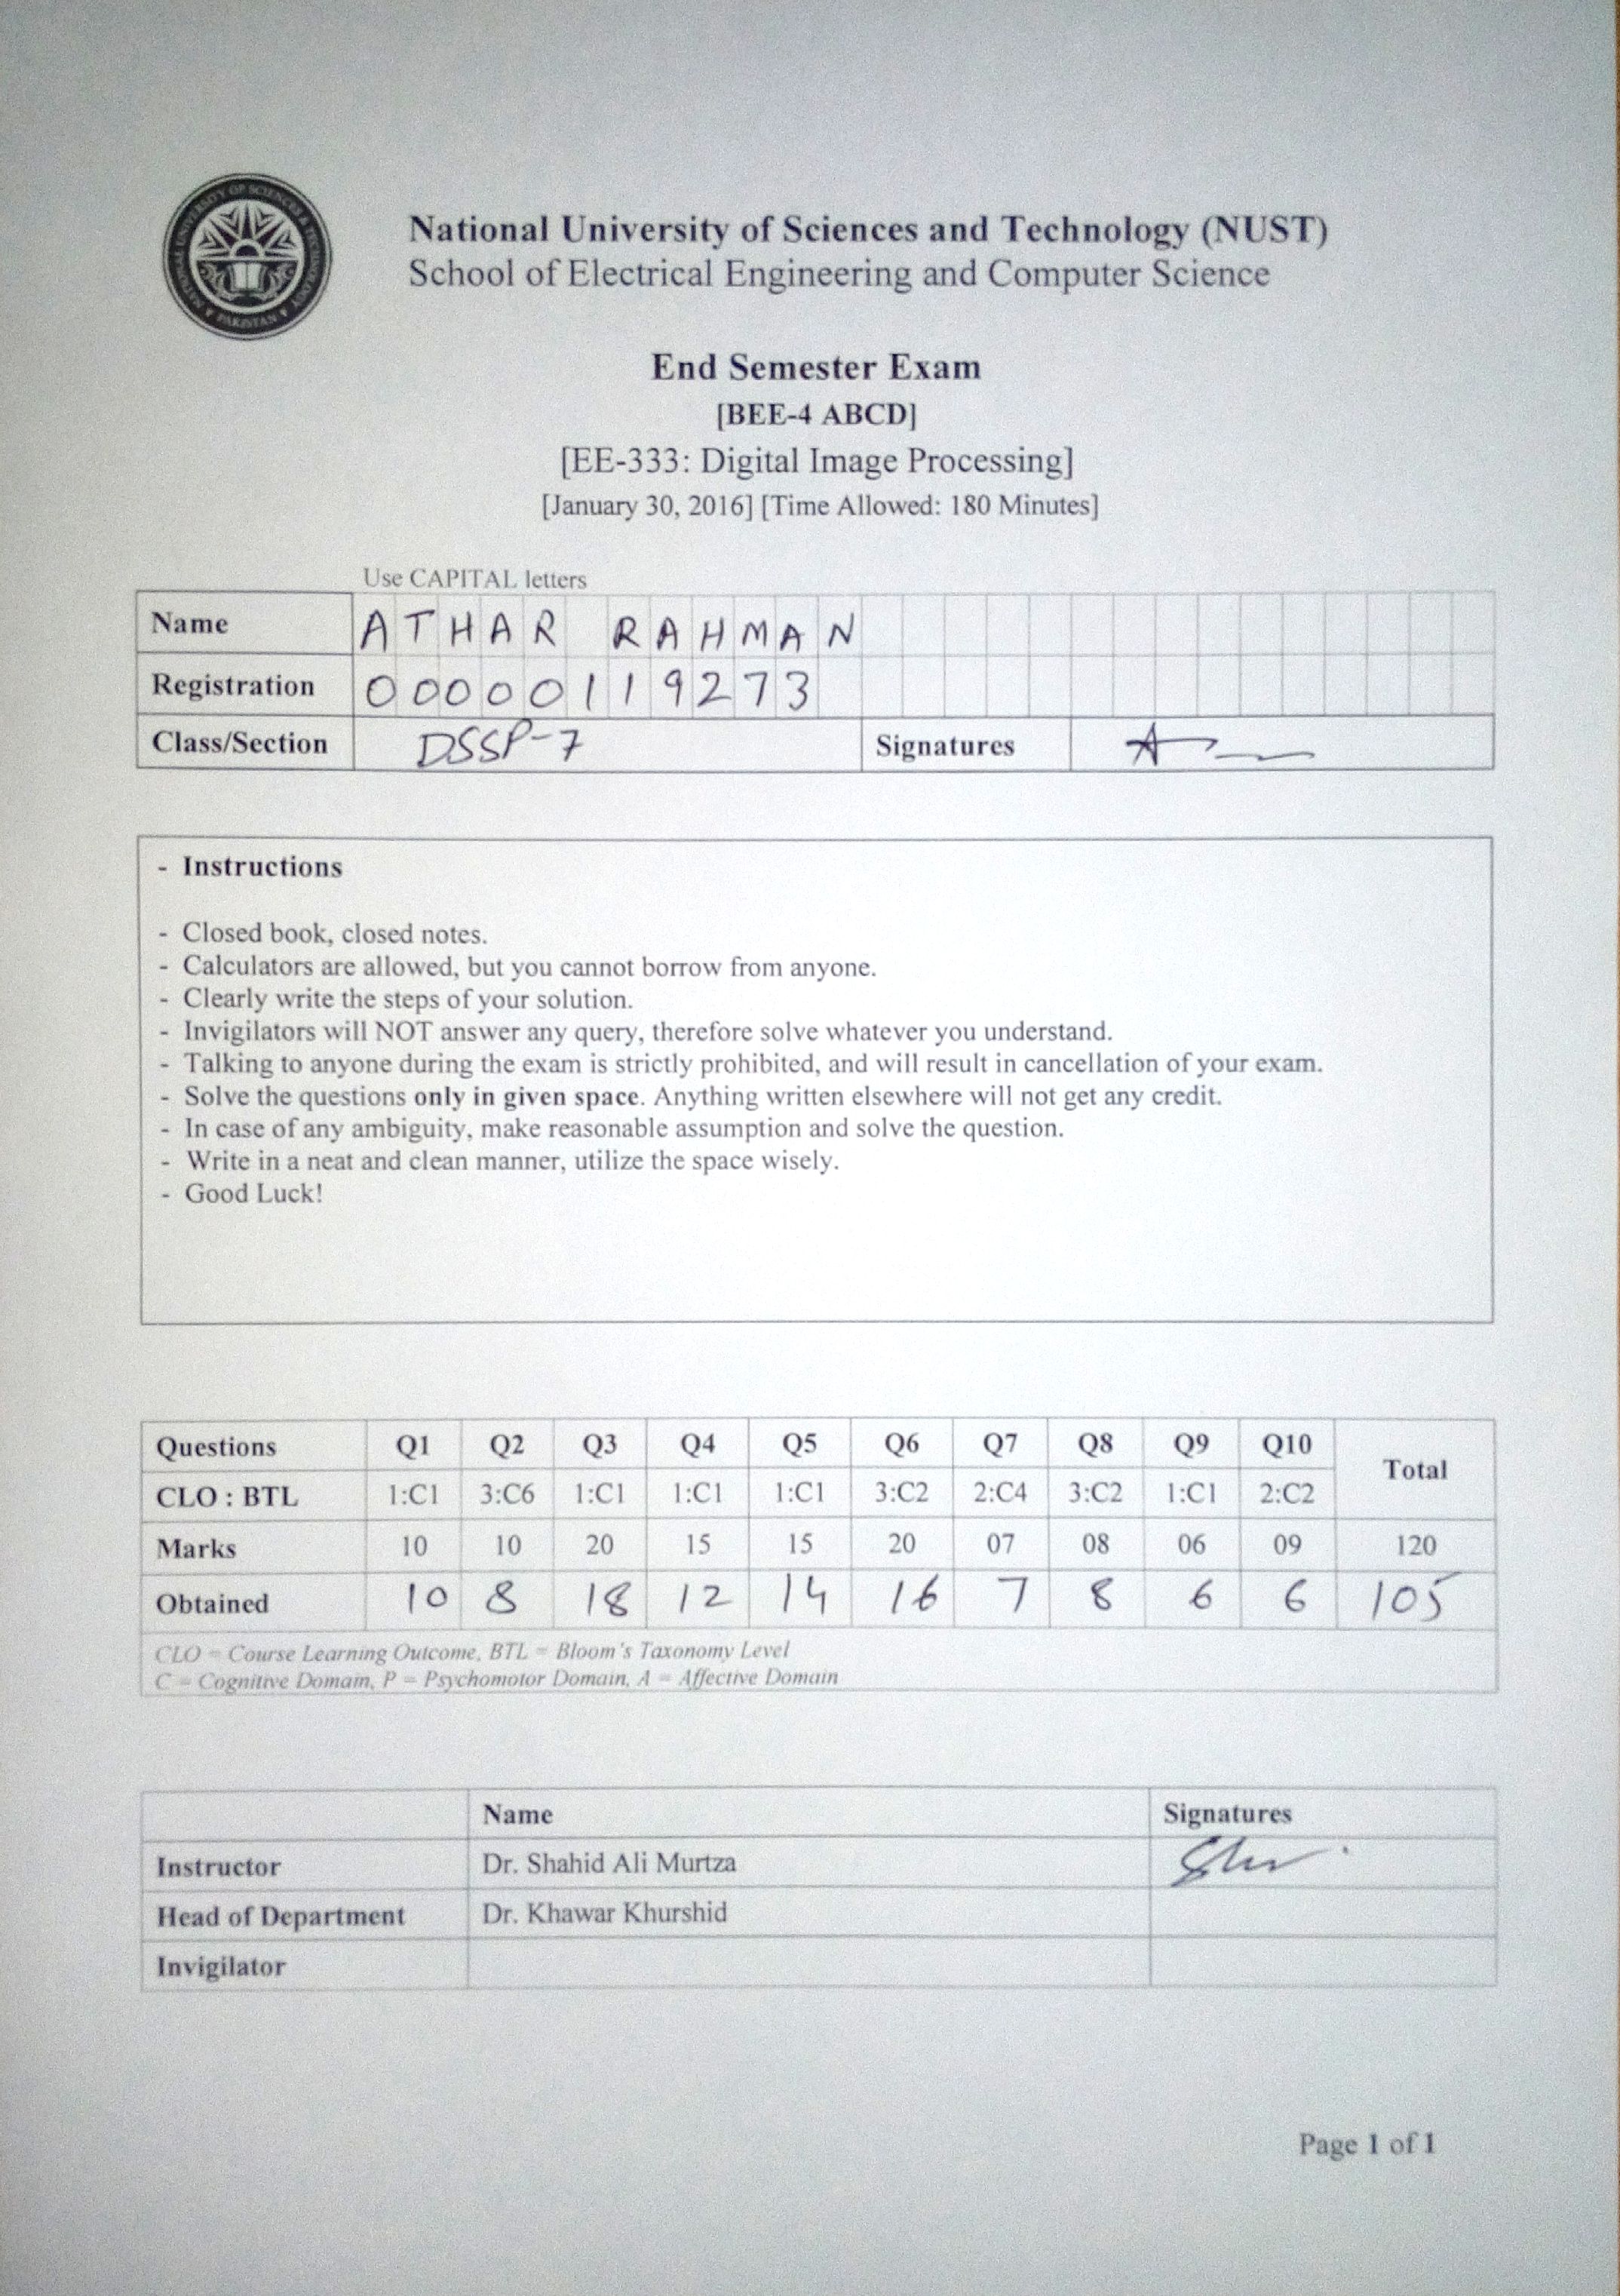 NATIONAL UNIVERSITY OF SCIENCES & TECHNOLOGY
PAKISTAN
National University of Sciences and Technology (NUST)
School of Electrical Engineering and Computer Science
End Semester Exam
[BEE-4 ABCD]
[EE-333: Digital Image Processing]
[January 30, 2016] [Time Allowed: 180 Minutes]
Use CAPITAL letters
Name ATHAR RAHMAN
Registration 00000119273
Class/Section DSSP-7 Signatures
- Instructions
- Closed book, closed notes.
- Calculators are allowed, but you cannot borrow from anyone.
- Clearly write the steps of your solution.
- Invigilators will NOT answer any query, therefore solve whatever you understand.
- Talking to anyone during the exam is strictly prohibited, and will result in cancellation of your exam.
- Solve the questions only in given space. Anything written elsewhere will not get any credit.
- In case of any ambiguity, make reasonable assumption and solve the question.
- Write in a neat and clean manner, utilize the space wisely.
- Good Luck!
Questions Q1 Q2 Q3 Q4 Q5 Q6 Q7 Q8 Q9 Q10 Total
CLO : BTL 1:C1 3:C6 1:C1 1:C1 1:C1 3:C2 2:C4 3:C2 1:C1 2:C2
Marks 10 10 20 15 15 20 07 08 06 09 120
Obtained 10 8 18 12 14 16 7 8 6 6 105
CLO = Course Learning Outcome, BTL = Bloom's Taxonomy Level
C = Cognitive Domain, P = Psychomotor Domain, A = Affective Domain
Name Signatures
Instructor Dr. Shahid Ali Murtza
Head of Department Dr. Khawar Khurshid
Invigilator
Page 1 of 1